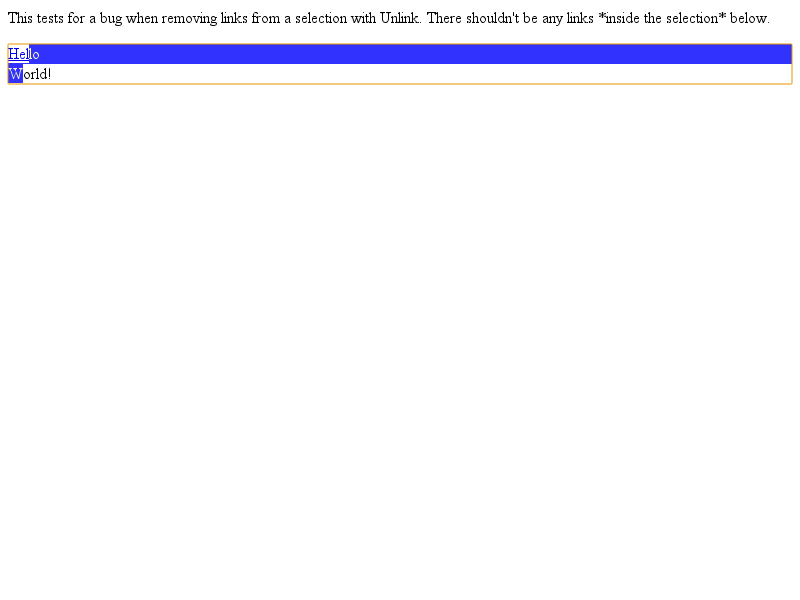 This tests for a bug when removing links from a selection with Unlink. There shouldn't be any links *inside the selection* below.
Hello
World!